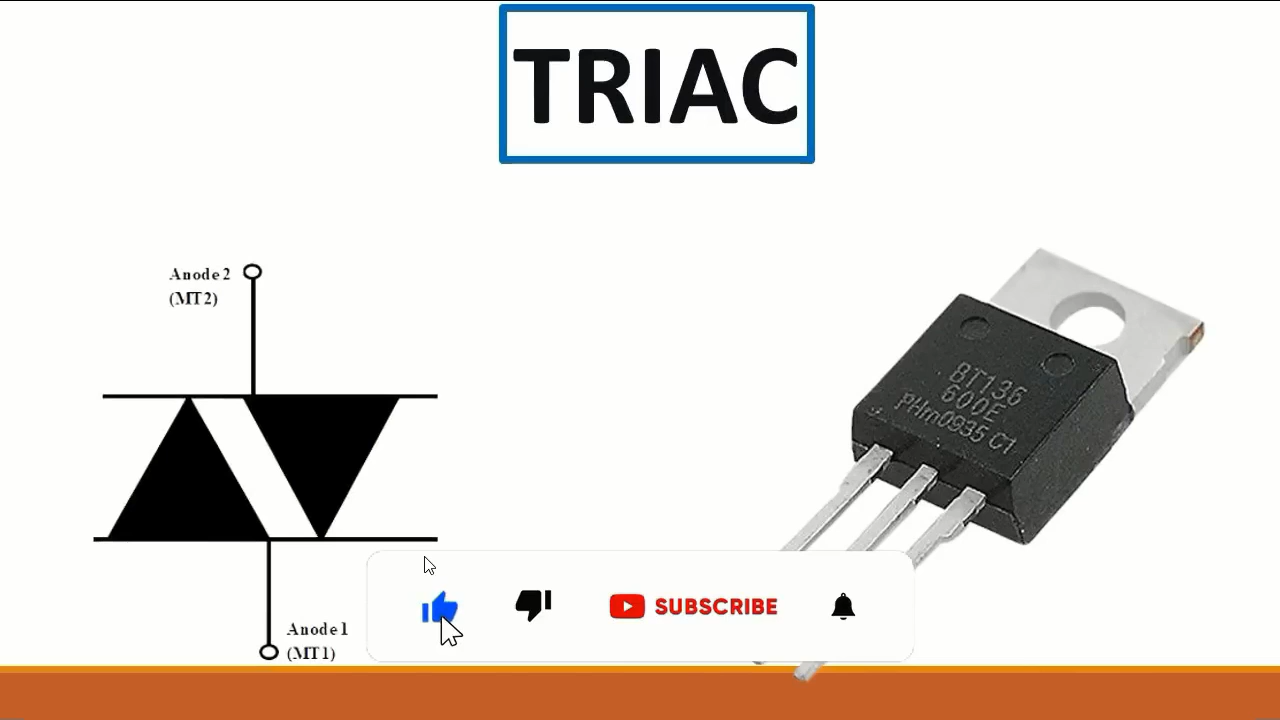 TRIAC
Anode 2
(MT2)
BT136
600E
PHm0935 C1
SUBSCRIBE
Anode 1
(MT1)